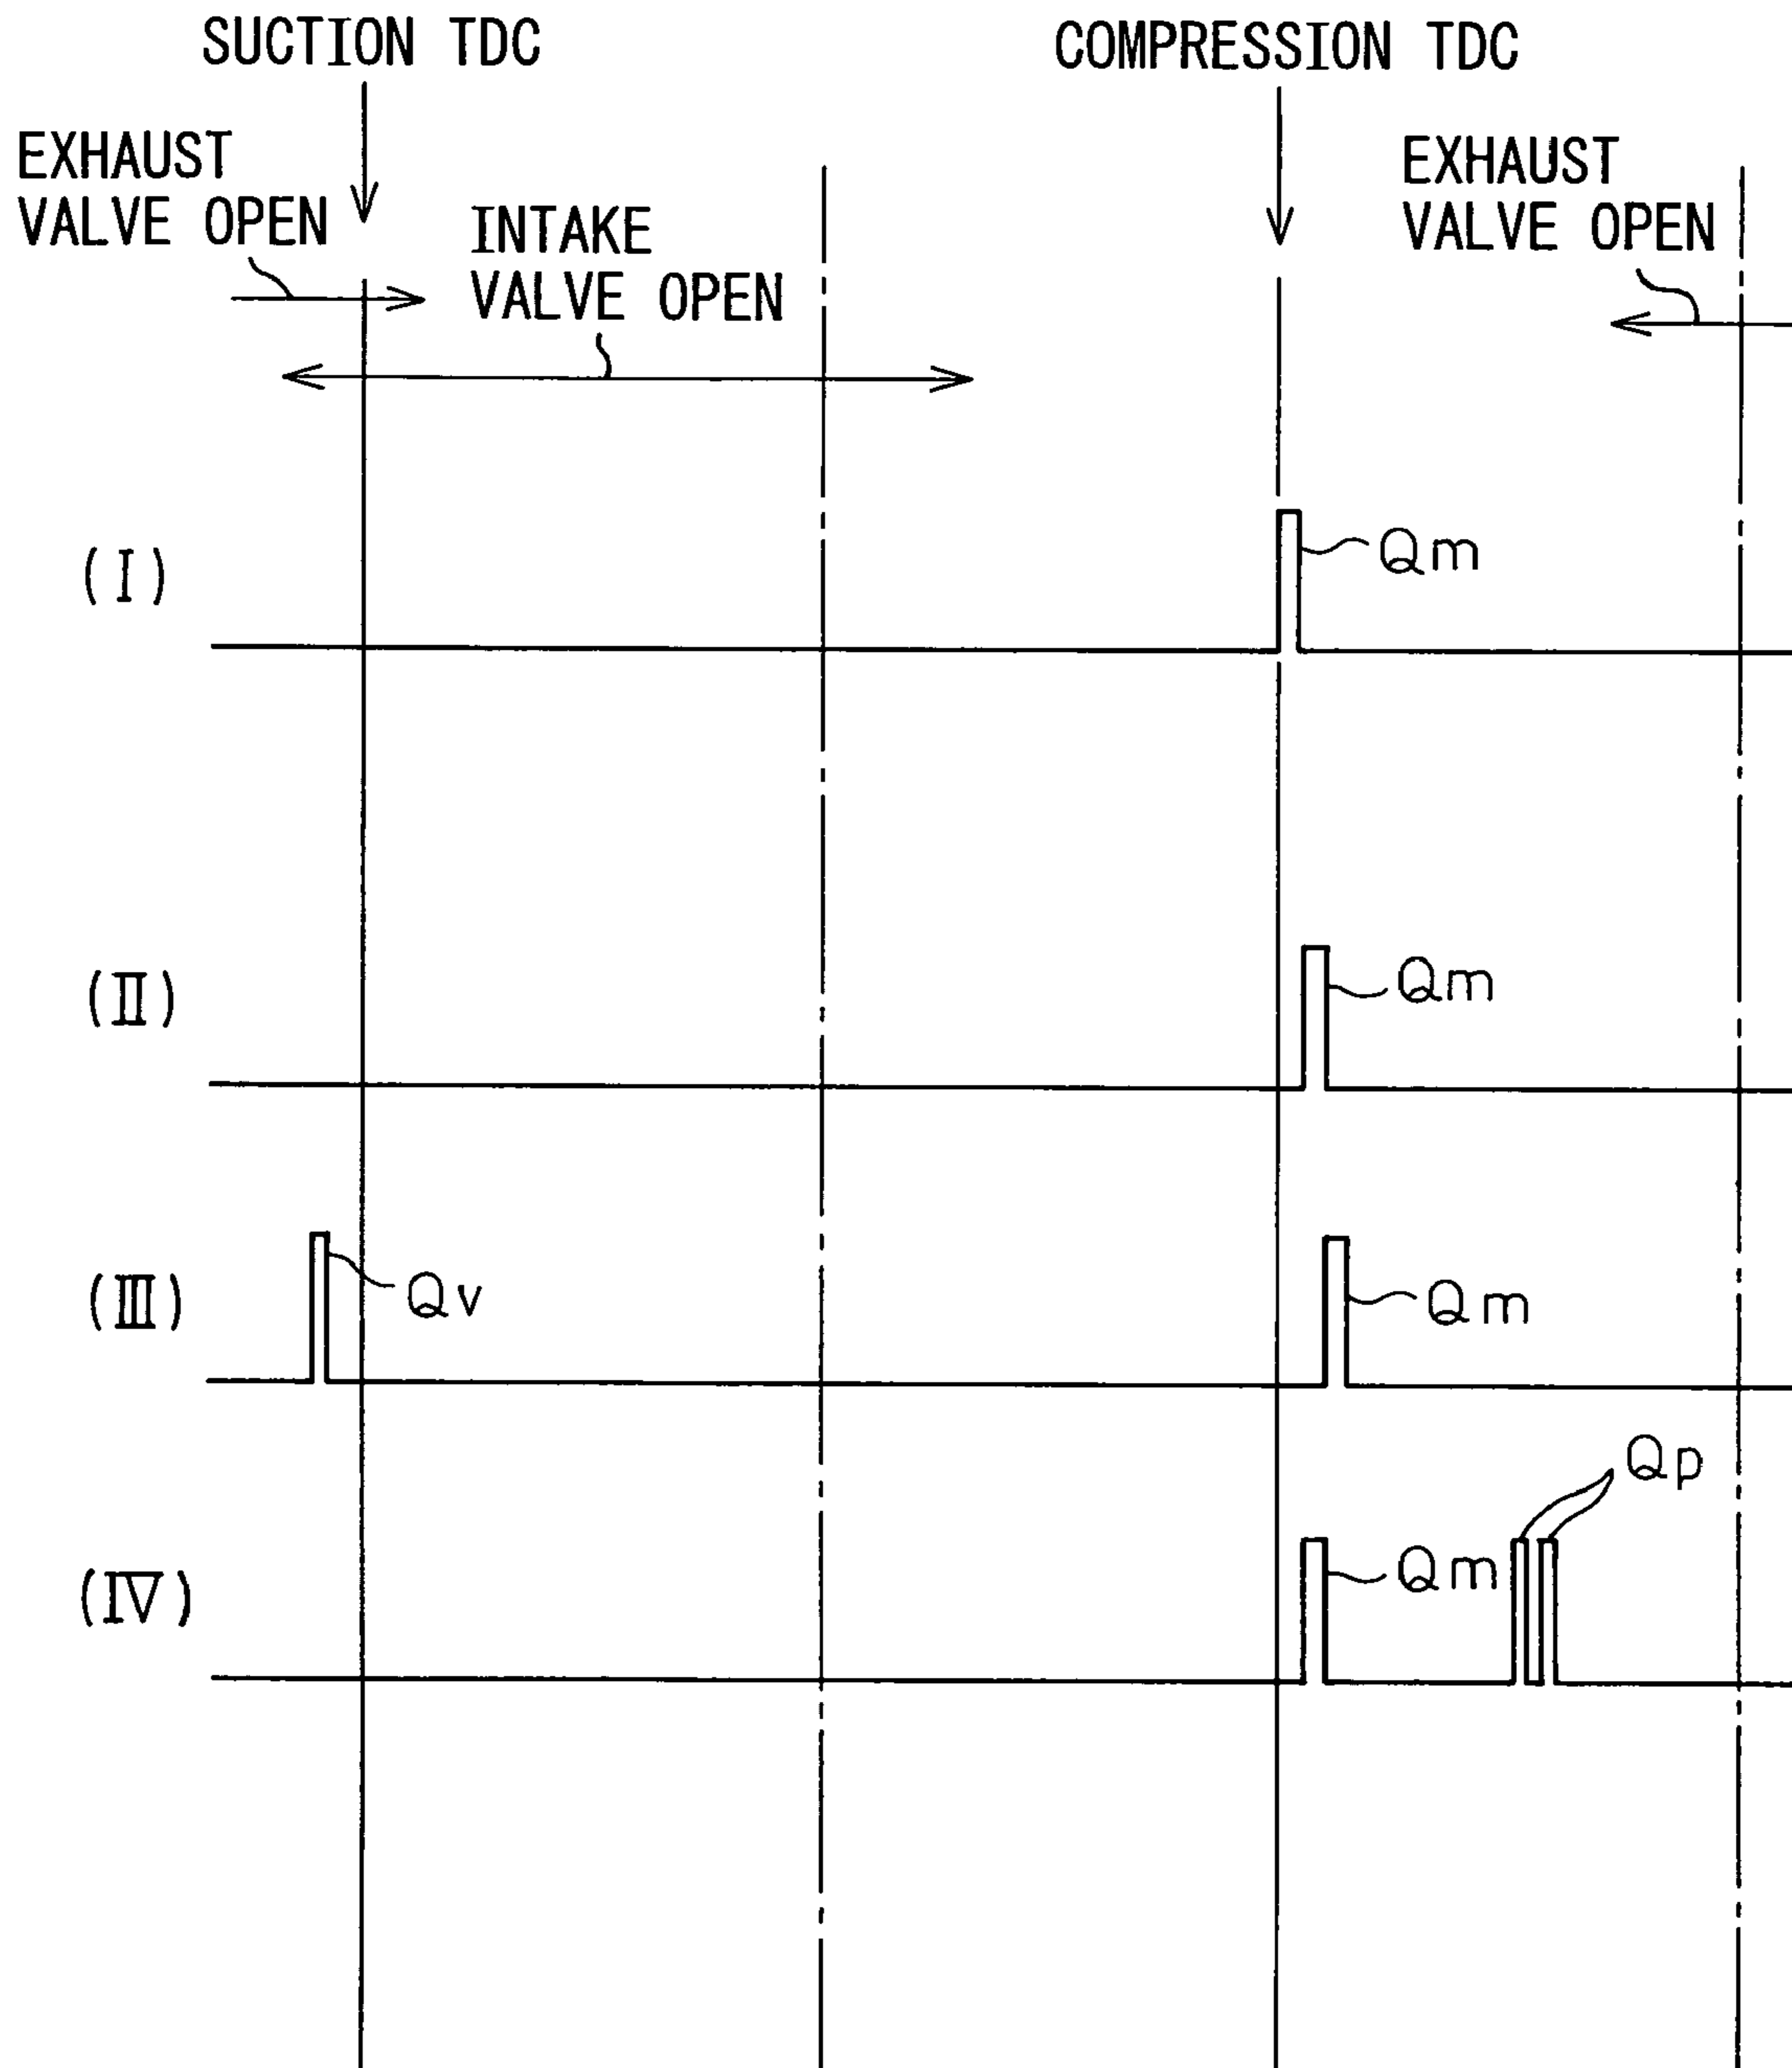 SUCTION TDC
COMPRESSION TDC
EXHAUST
VALVE OPEN
EXHAUST
VALVE OPEN
INTAKE
VALVE OPEN
(I)
Qm
(II)
Qm
(III)
Qv
Qm
Qp
(IV)
Qm